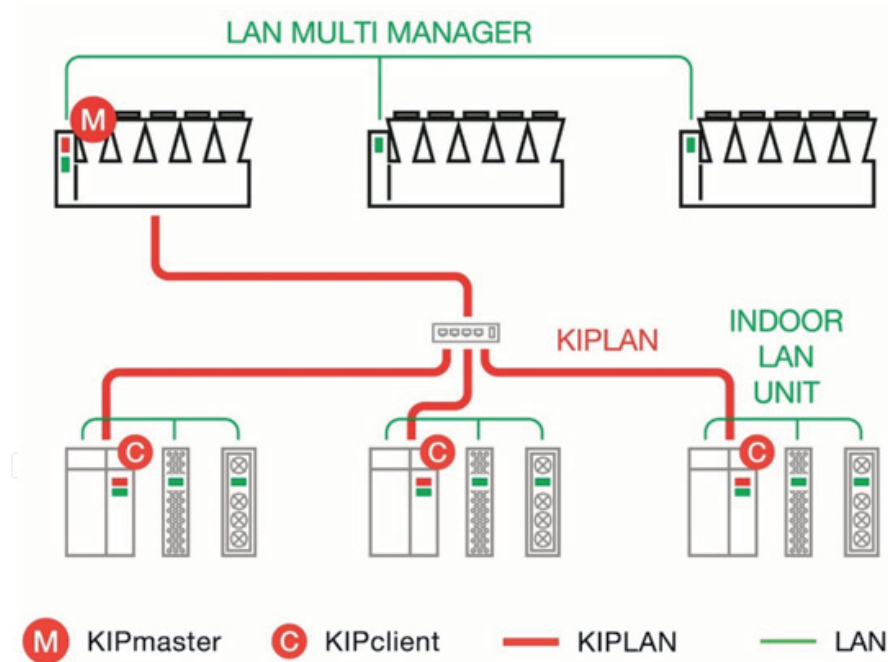 LAN MULTI MANAGER
M
KIPLAN
INDOOR
LAN
UNIT
C
C
C
M KIPmaster C KIPclient KIPLAN LAN